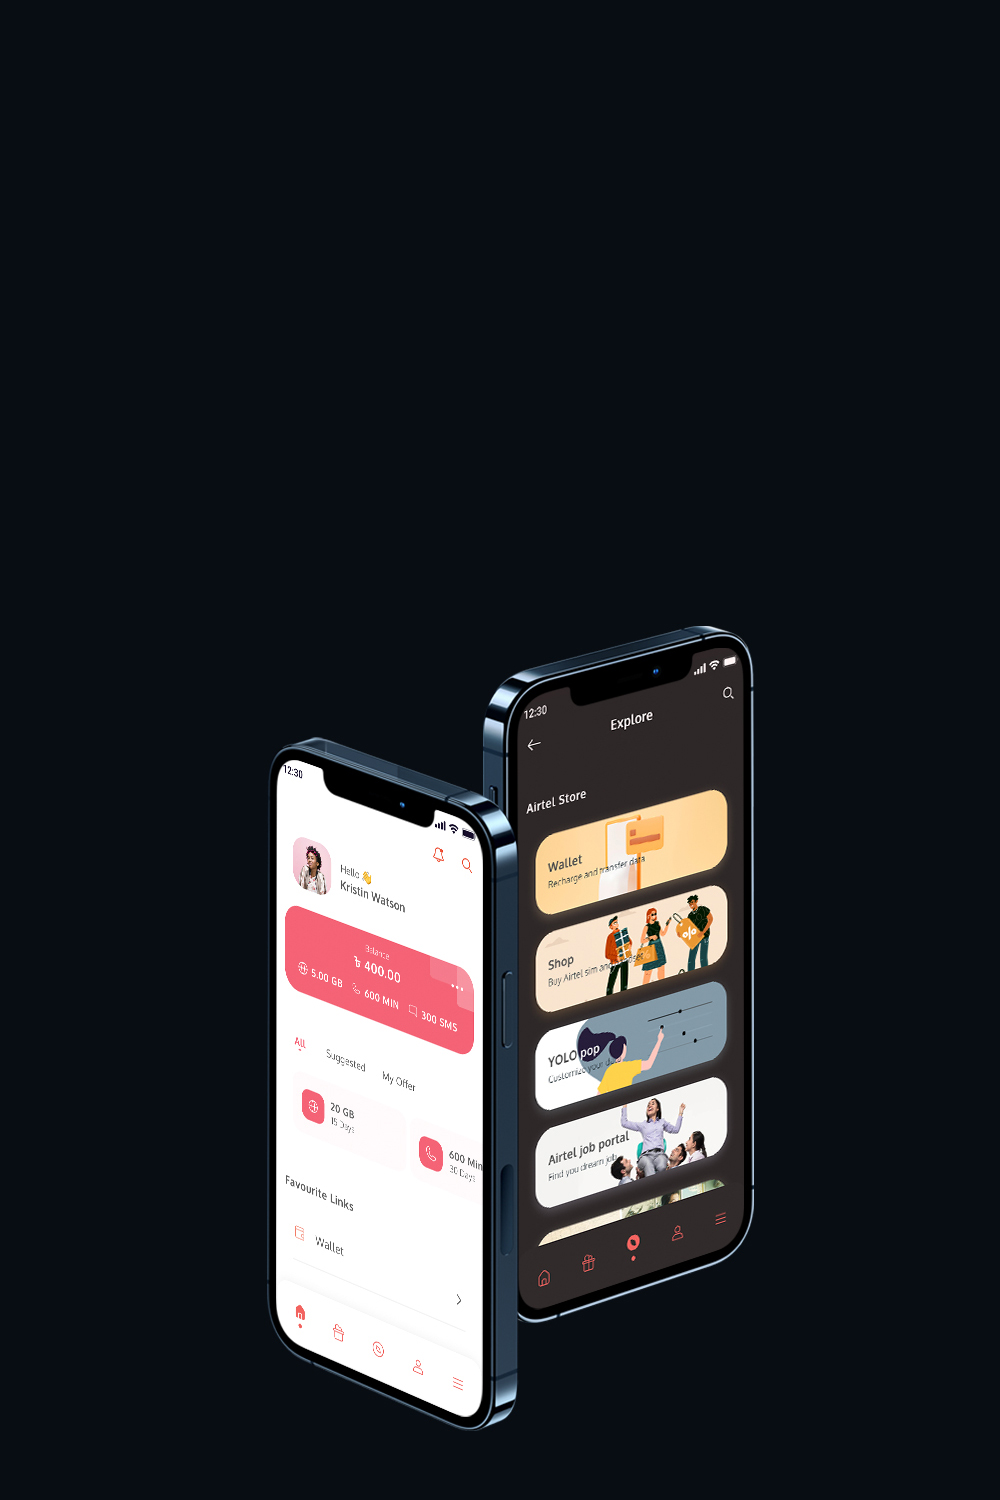 12:30
Hello 👋
Kristin Watson
Balance
৳ 400.00
5.00 GB
600 MIN
300 SMS
All
Suggested
My Offer
20 GB
15 Days
600 Min
30 Days
Favourite Links
Wallet
12:30
Explore
Airtel Store
Wallet
Recharge and transfer data
Shop
Buy Airtel sim and
%
YOLO pop
Customize your
Airtel job portal
Find you dream job